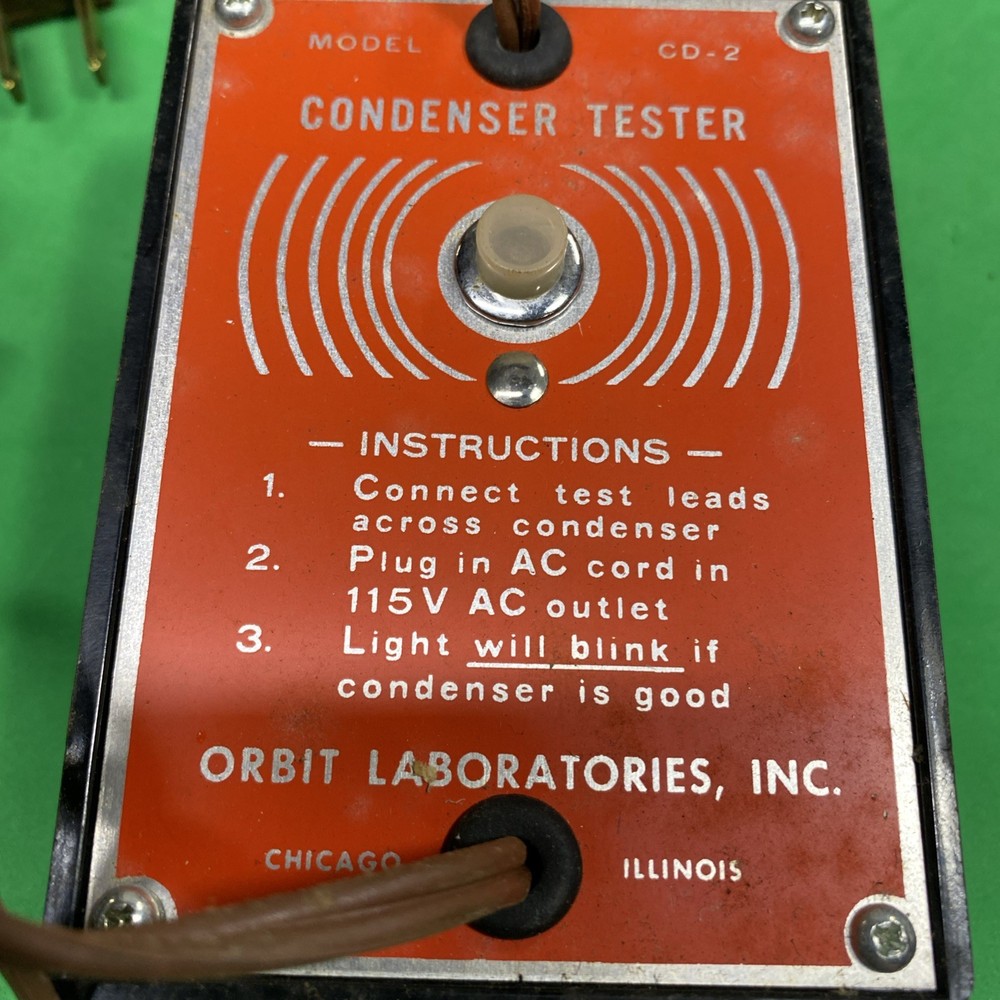 MODEL CD-2
CONDENSER TESTER
— INSTRUCTIONS —
1. Connect test leads
across condenser
2. Plug in AC cord in
115V AC outlet
3. Light will blink if
condenser is good
ORBIT LABORATORIES, INC.
CHICAGO ILLINOIS